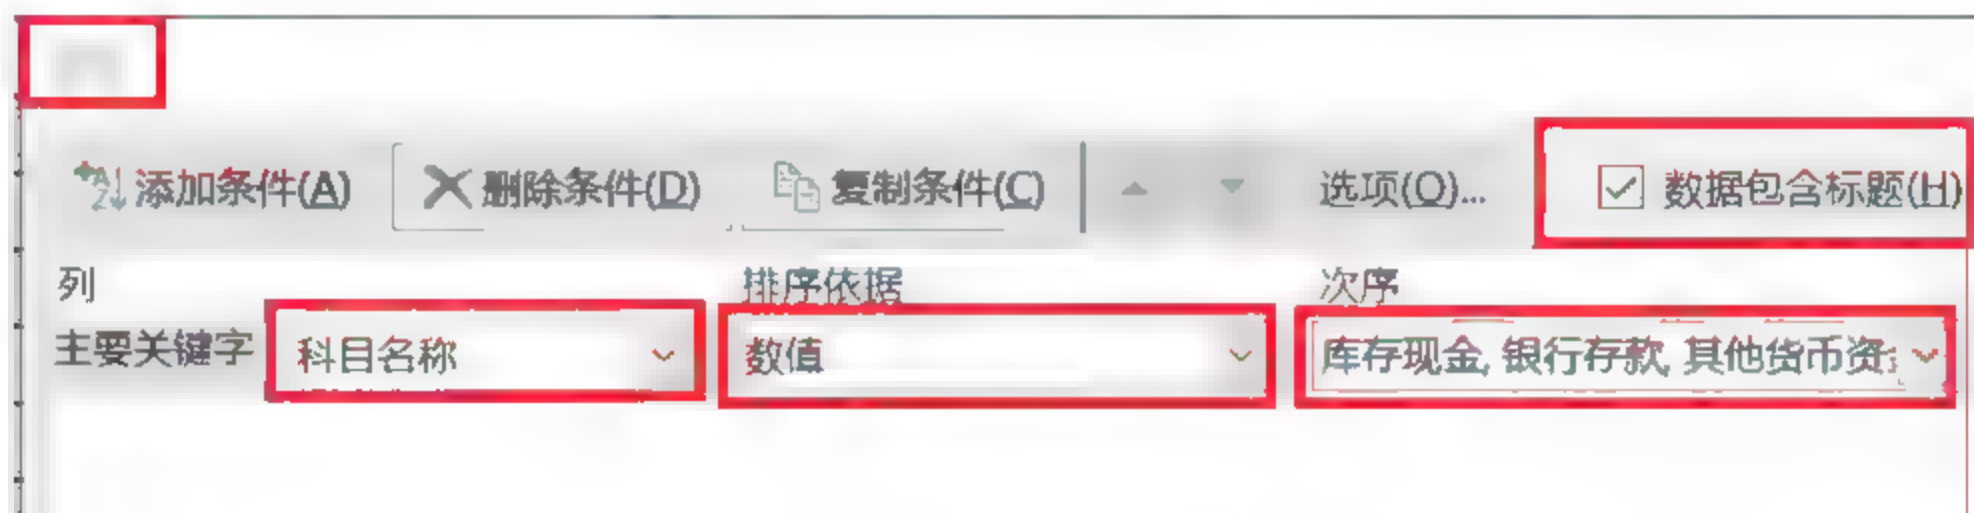 添加条件(A) 删除条件(D) 复制条件(C) 选项(O)... 数据包含标题(H)
列 排序依据 次序
主要关键字 科目名称 数值 库存现金, 银行存款, 其他货币资